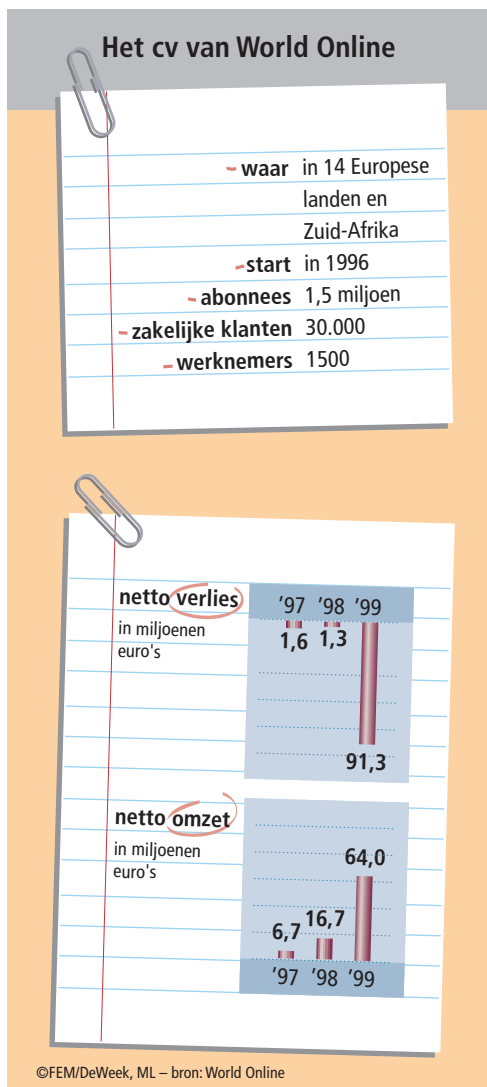 Het cv van World Online
- waar in 14 Europese
landen en
Zuid-Afrika
- start in 1996
- abonnees 1,5 miljoen
- zakelijke klanten 30.000
- werknemers 1500
netto verlies
in miljoenen
euro's
'97 '98 '99
1,6 1,3
91,3
netto omzet
in miljoenen
euro's
64,0
16,7
6,7
'97 '98 '99
©FEM/DeWeek, ML – bron: World Online